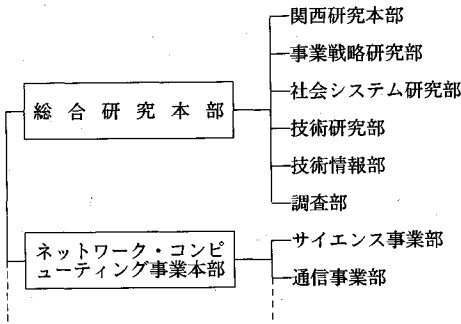 関西研究本部
事業戦略研究部
社会システム研究部
総合研究本部
技術研究部
技術情報部
調査部
ネットワーク・コンピ
ューティング事業本部
サイエンス事業部
通信事業部